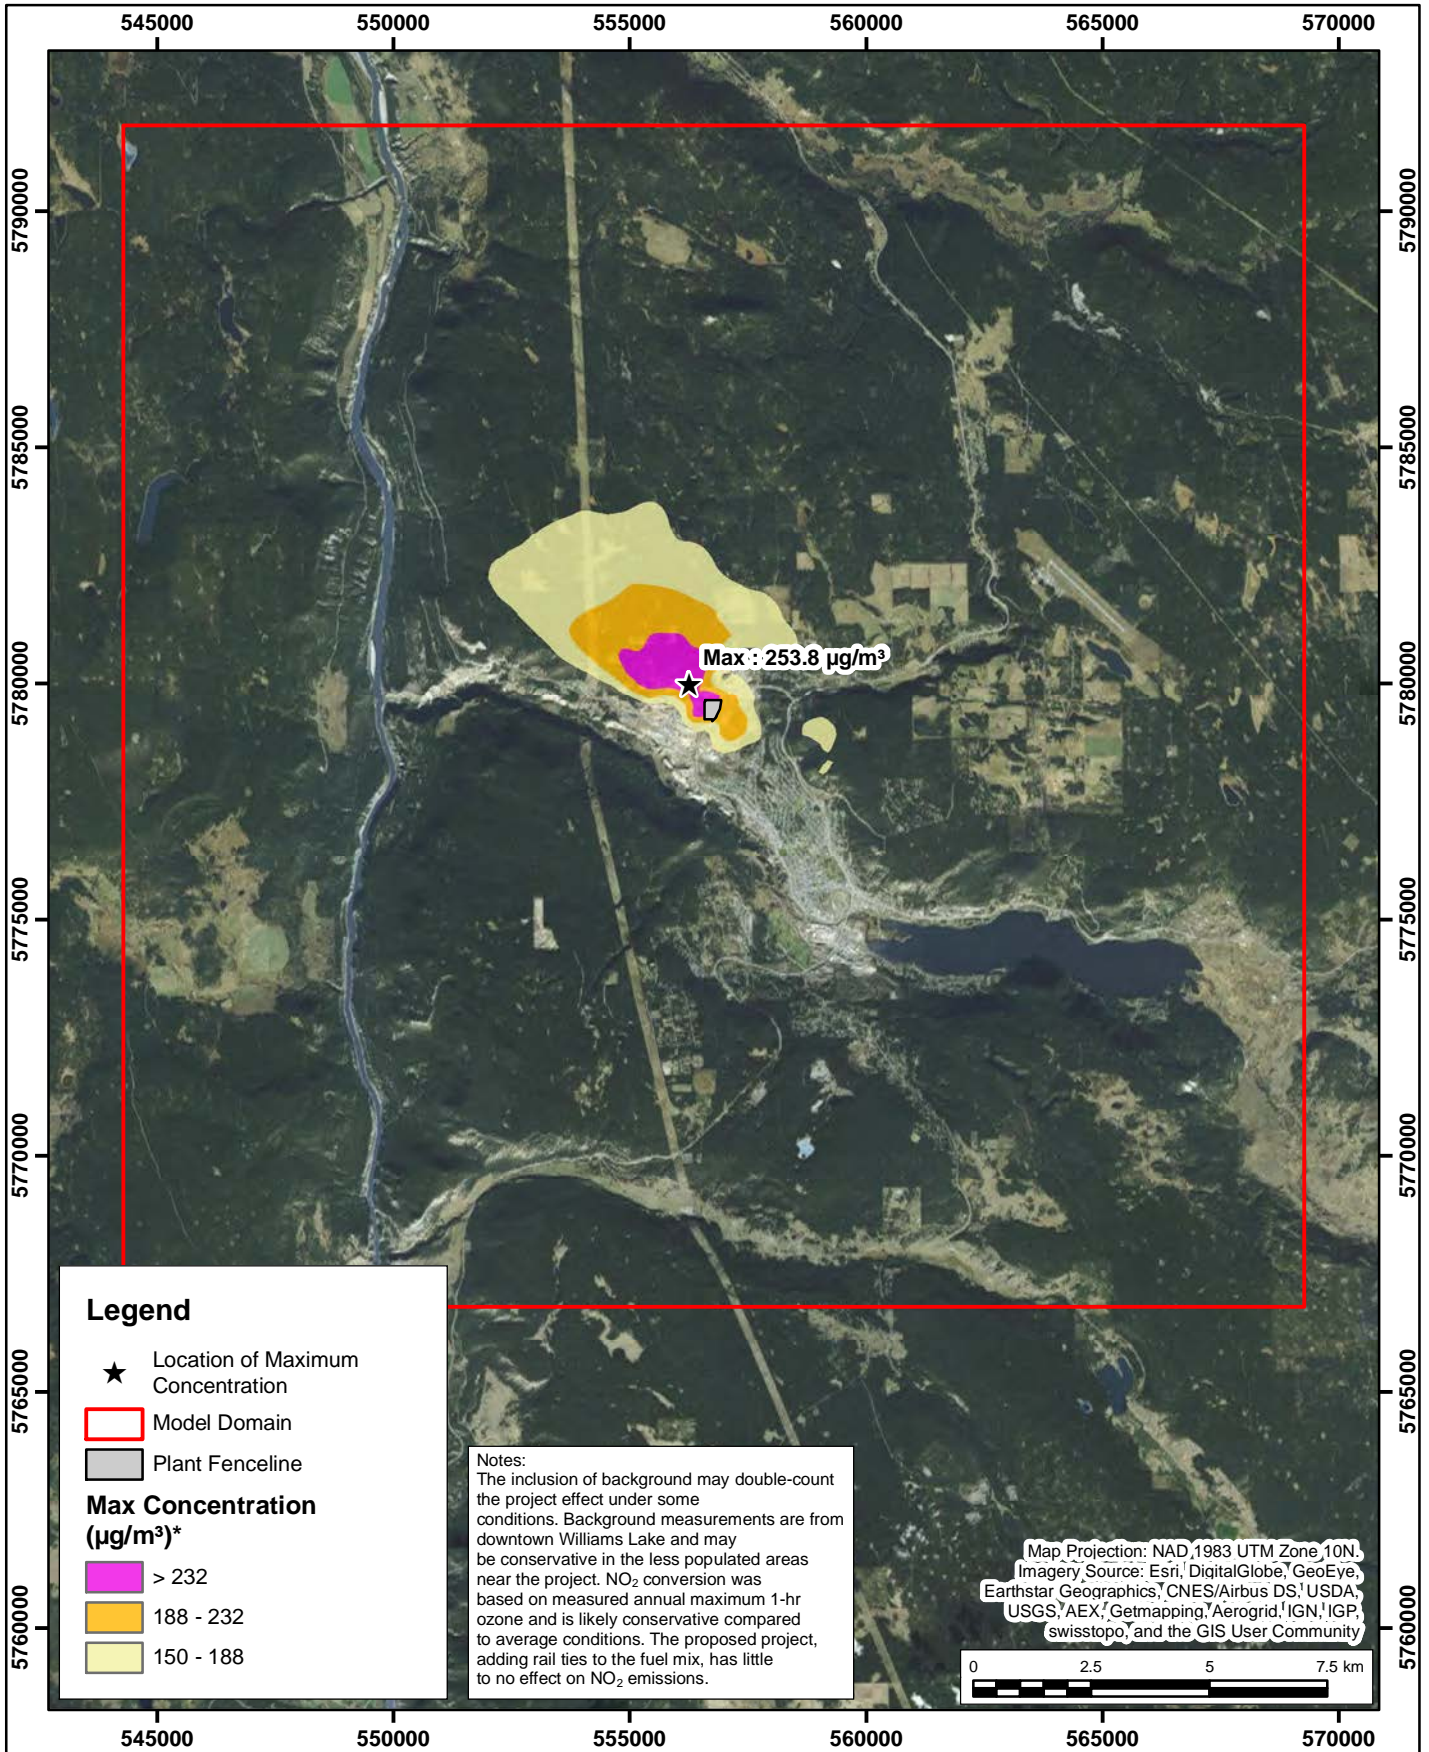 545000 550000 555000 560000 565000 570000
5790000 5790000
5785000 5785000
Max : 253.8 µg/m³
5780000 5780000
5775000 5775000
5770000 5770000
5765000 5765000
5760000 5760000
Legend
Location of Maximum
Concentration
Model Domain
Plant Fenceline
Max Concentration
(µg/m³)*
> 232
188 - 232
150 - 188
Notes:
The inclusion of background may double-count
the project effect under some
conditions. Background measurements are from
downtown Williams Lake and may
be conservative in the less populated areas
near the project. NO₂ conversion was
based on measured annual maximum 1-hr
ozone and is likely conservative compared
to average conditions. The proposed project,
adding rail ties to the fuel mix, has little
to no effect on NO₂ emissions.
Map Projection: NAD 1983 UTM Zone 10N.
Imagery Source: Esri, DigitalGlobe, GeoEye,
Earthstar Geographics, CNES/Airbus DS, USDA,
USGS, AEX, Getmapping, Aerogrid, IGN, IGP,
swisstopo, and the GIS User Community
0 2.5 5 7.5 km
545000 550000 555000 560000 565000 570000